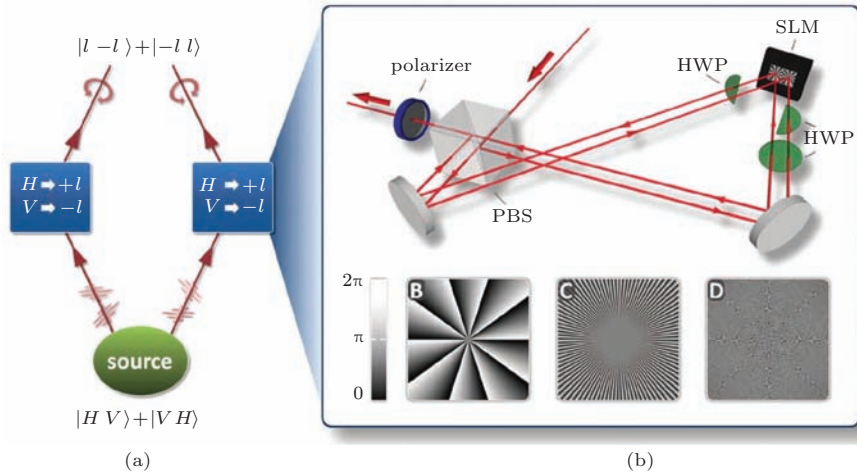 |l −l⟩+|−l l⟩
H ➡ +l
V ➡ −l
H ➡ +l
V ➡ −l
source
|H V⟩+|V H⟩
(a)
polarizer
HWP
SLM
HWP
PBS
2π
π
0
B
C
D
(b)